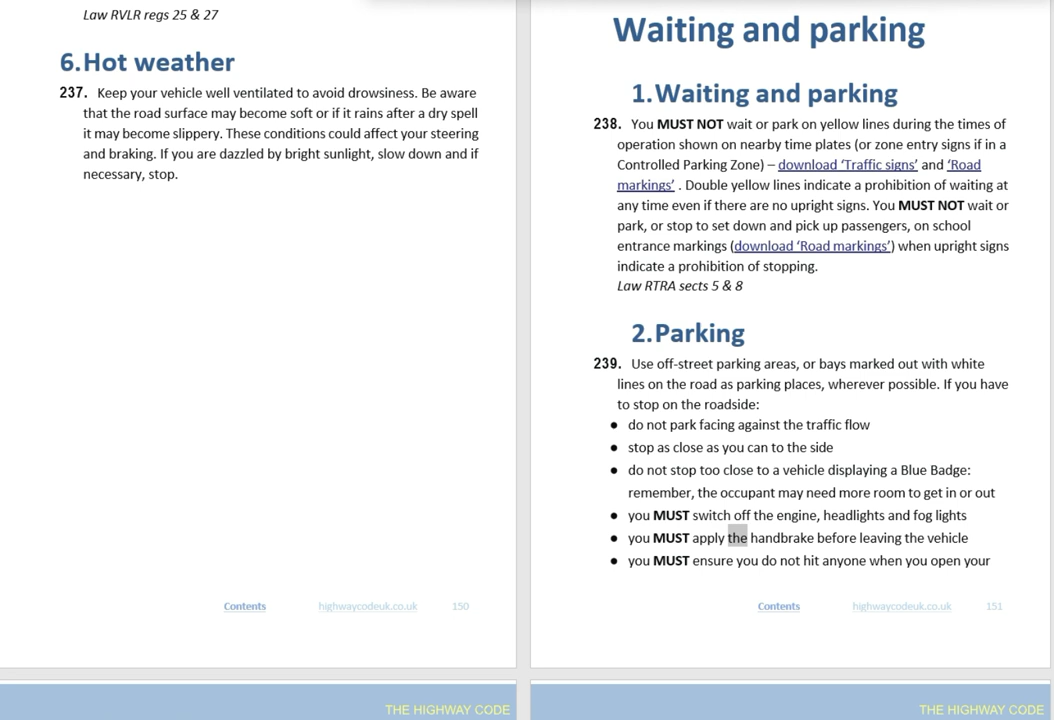 Law RVLR regs 25 & 27
6. Hot weather
237. Keep your vehicle well ventilated to avoid drowsiness. Be aware
that the road surface may become soft or if it rains after a dry spell
it may become slippery. These conditions could affect your steering
and braking. If you are dazzled by bright sunlight, slow down and if
necessary, stop.
Contents highwaycodeuk.co.uk 150
THE HIGHWAY CODE
Waiting and parking
1. Waiting and parking
238. You MUST NOT wait or park on yellow lines during the times of
operation shown on nearby time plates (or zone entry signs if in a
Controlled Parking Zone) – download ‘Traffic signs’ and ‘Road
markings’ . Double yellow lines indicate a prohibition of waiting at
any time even if there are no upright signs. You MUST NOT wait or
park, or stop to set down and pick up passengers, on school
entrance markings (download ‘Road markings’) when upright signs
indicate a prohibition of stopping.
Law RTRA sects 5 & 8
2. Parking
239. Use off-street parking areas, or bays marked out with white
lines on the road as parking places, wherever possible. If you have
to stop on the roadside:
● do not park facing against the traffic flow
● stop as close as you can to the side
● do not stop too close to a vehicle displaying a Blue Badge:
remember, the occupant may need more room to get in or out
● you MUST switch off the engine, headlights and fog lights
● you MUST apply the handbrake before leaving the vehicle
● you MUST ensure you do not hit anyone when you open your
Contents highwaycodeuk.co.uk 151
THE HIGHWAY CODE